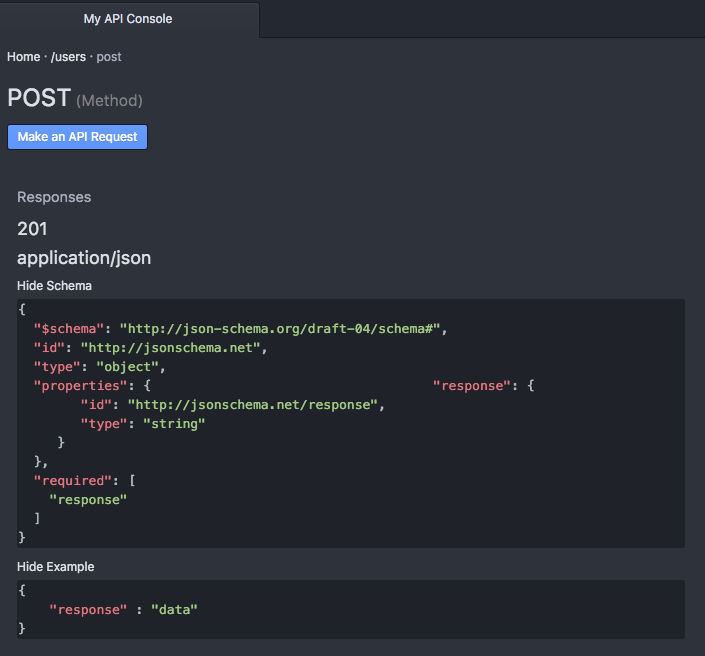 My API Console
Home · /users · post
POST (Method)
Make an API Request
Responses
201
application/json
Hide Schema
{
  "$schema": "http://json-schema.org/draft-04/schema#",
  "id": "http://jsonschema.net",
  "type": "object",
  "properties": {                                    "response": {
        "id": "http://jsonschema.net/response",
        "type": "string"
     }
  },
  "required": [
    "response"
  ]
}
Hide Example
{
    "response" : "data"
}